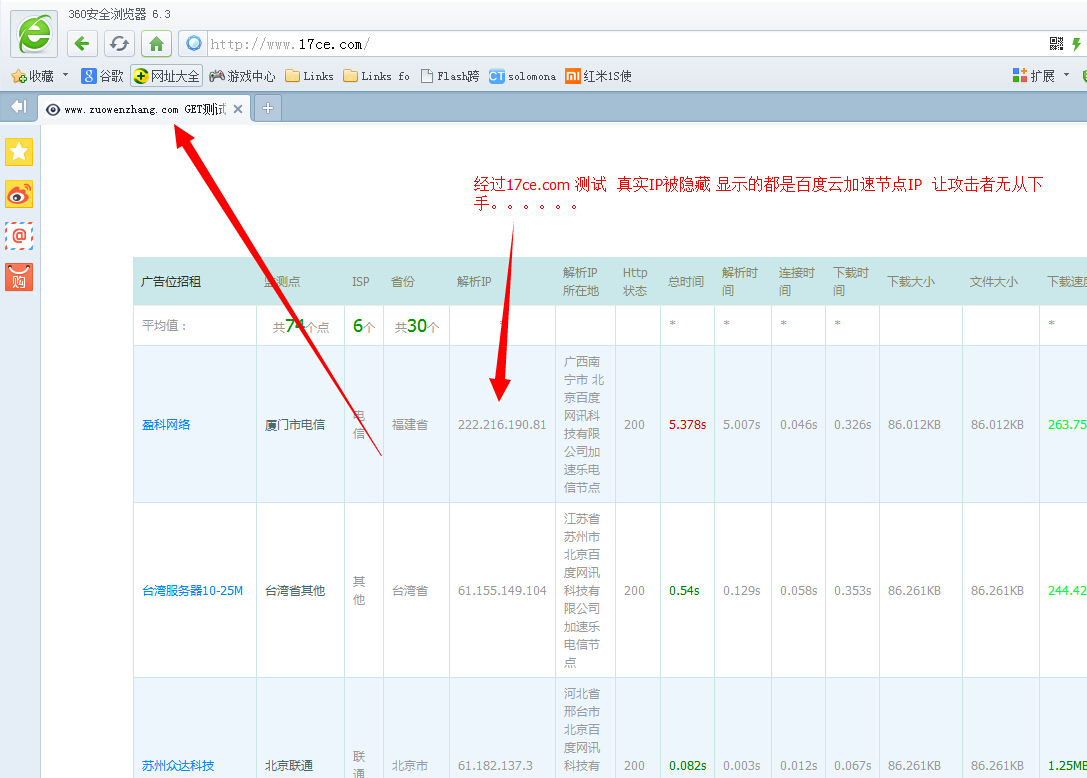 360安全浏览器 6.3
http://www.17ce.com/
收藏 谷歌 网址大全 游戏中心 Links Links fo Flash跨 solomona 红米1S使 扩展
www.zuowenzhang.com GET测试
经过17ce.com 测试 真实IP被隐藏 显示的都是百度云加速节点IP 让攻击者无从下
手。。。。。。
广告位招租 监测点 ISP 省份 解析IP 解析IP所在地 Http状态 总时间 解析时间 连接时间 下载时间 下载大小 文件大小 下载速度
平均值： 共74个点 6个 共30个 * * * * * *
盈科网络 厦门市电信 电信 福建省 222.216.190.81 广西南宁市 北京百度网讯科技有限公司加速乐电信节点 200 5.378s 5.007s 0.046s 0.326s 86.012KB 86.012KB 263.75
台湾服务器10-25M 台湾省其他 其他 台湾省 61.155.149.104 江苏省苏州市 北京百度网讯科技有限公司加速乐电信节点 200 0.54s 0.129s 0.058s 0.353s 86.261KB 86.261KB 244.42
苏州众达科技 北京联通 联通 北京市 61.182.137.3 河北省邢台市 北京百度网讯科技有 200 0.082s 0.003s 0.012s 0.067s 86.261KB 86.261KB 1.25MB
@
购